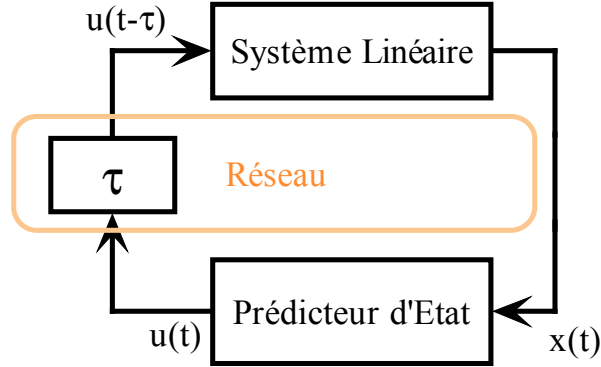 u(t-τ)
Système Linéaire
τ
Réseau
Prédicteur d'Etat
u(t)
x(t)